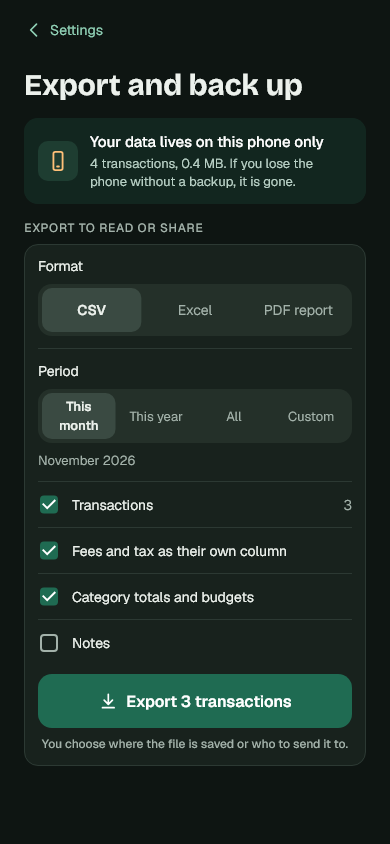 Settings
Export and back up
Your data lives on this phone only
4 transactions, 0.4 MB. If you lose the
phone without a backup, it is gone.
EXPORT TO READ OR SHARE
Format
CSV Excel PDF report
Period
This month This year All Custom
November 2026
Transactions 3
Fees and tax as their own column
Category totals and budgets
Notes
Export 3 transactions
You choose where the file is saved or who to send it to.